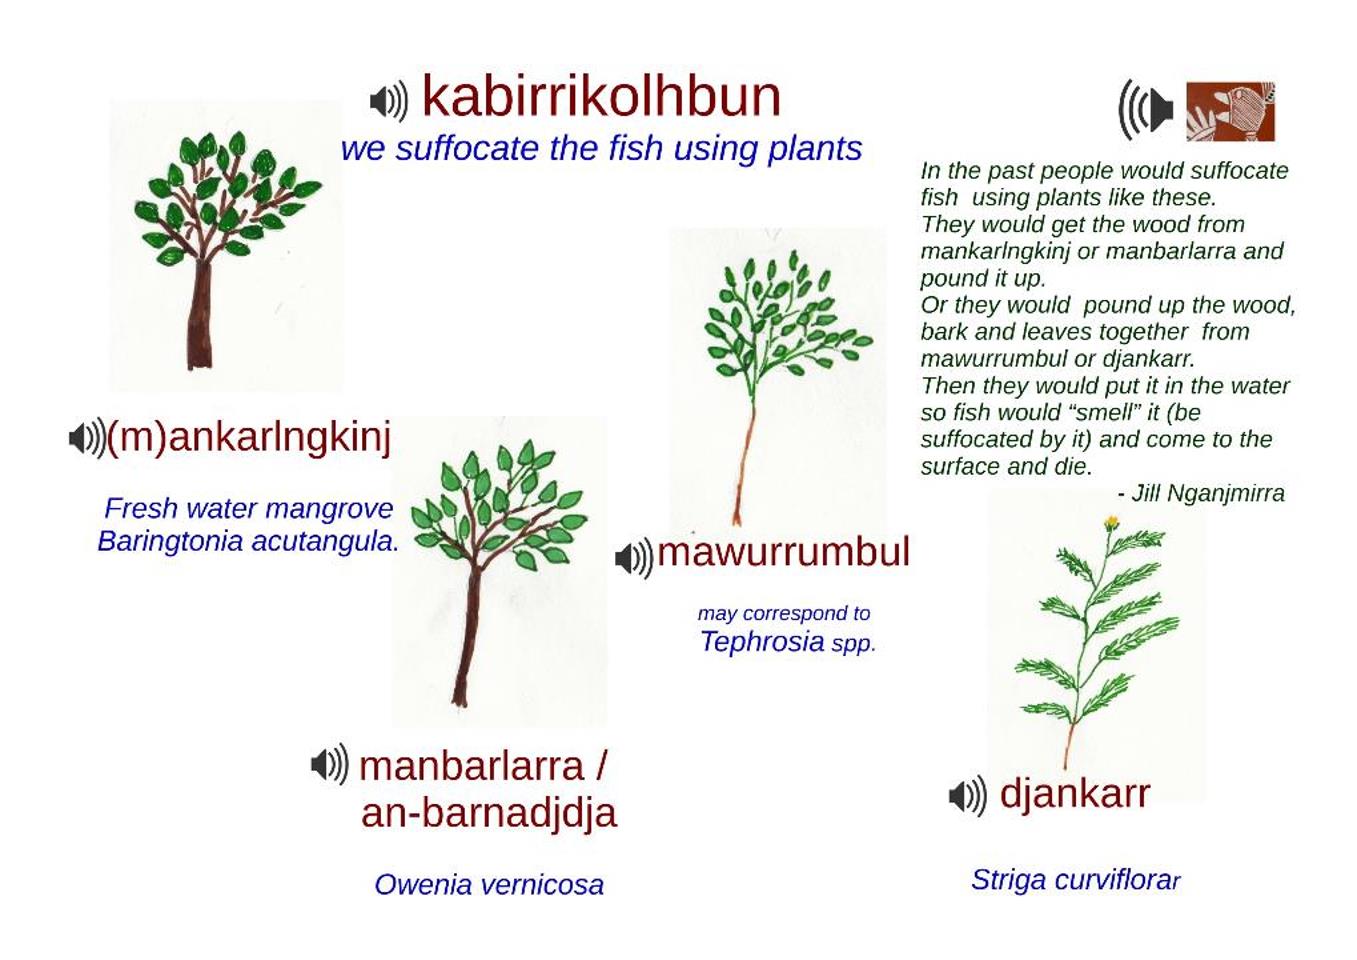 kabirrikolhbun
we suffocate the fish using plants
In the past people would suffocate
fish  using plants like these.
They would get the wood from
mankarlngkinj or manbarlarra and
pound it up.
Or they would  pound up the wood,
bark and leaves together  from
mawurrumbul or djankarr.
Then they would put it in the water
so fish would “smell” it (be
suffocated by it) and come to the
surface and die.
- Jill Nganjmirra
(m)ankarlngkinj
Fresh water mangrove
Baringtonia acutangula.
mawurrumbul
may correspond to
Tephrosia spp.
manbarlarra /
an-barnadjdja
Owenia vernicosa
djankarr
Striga curviflorar